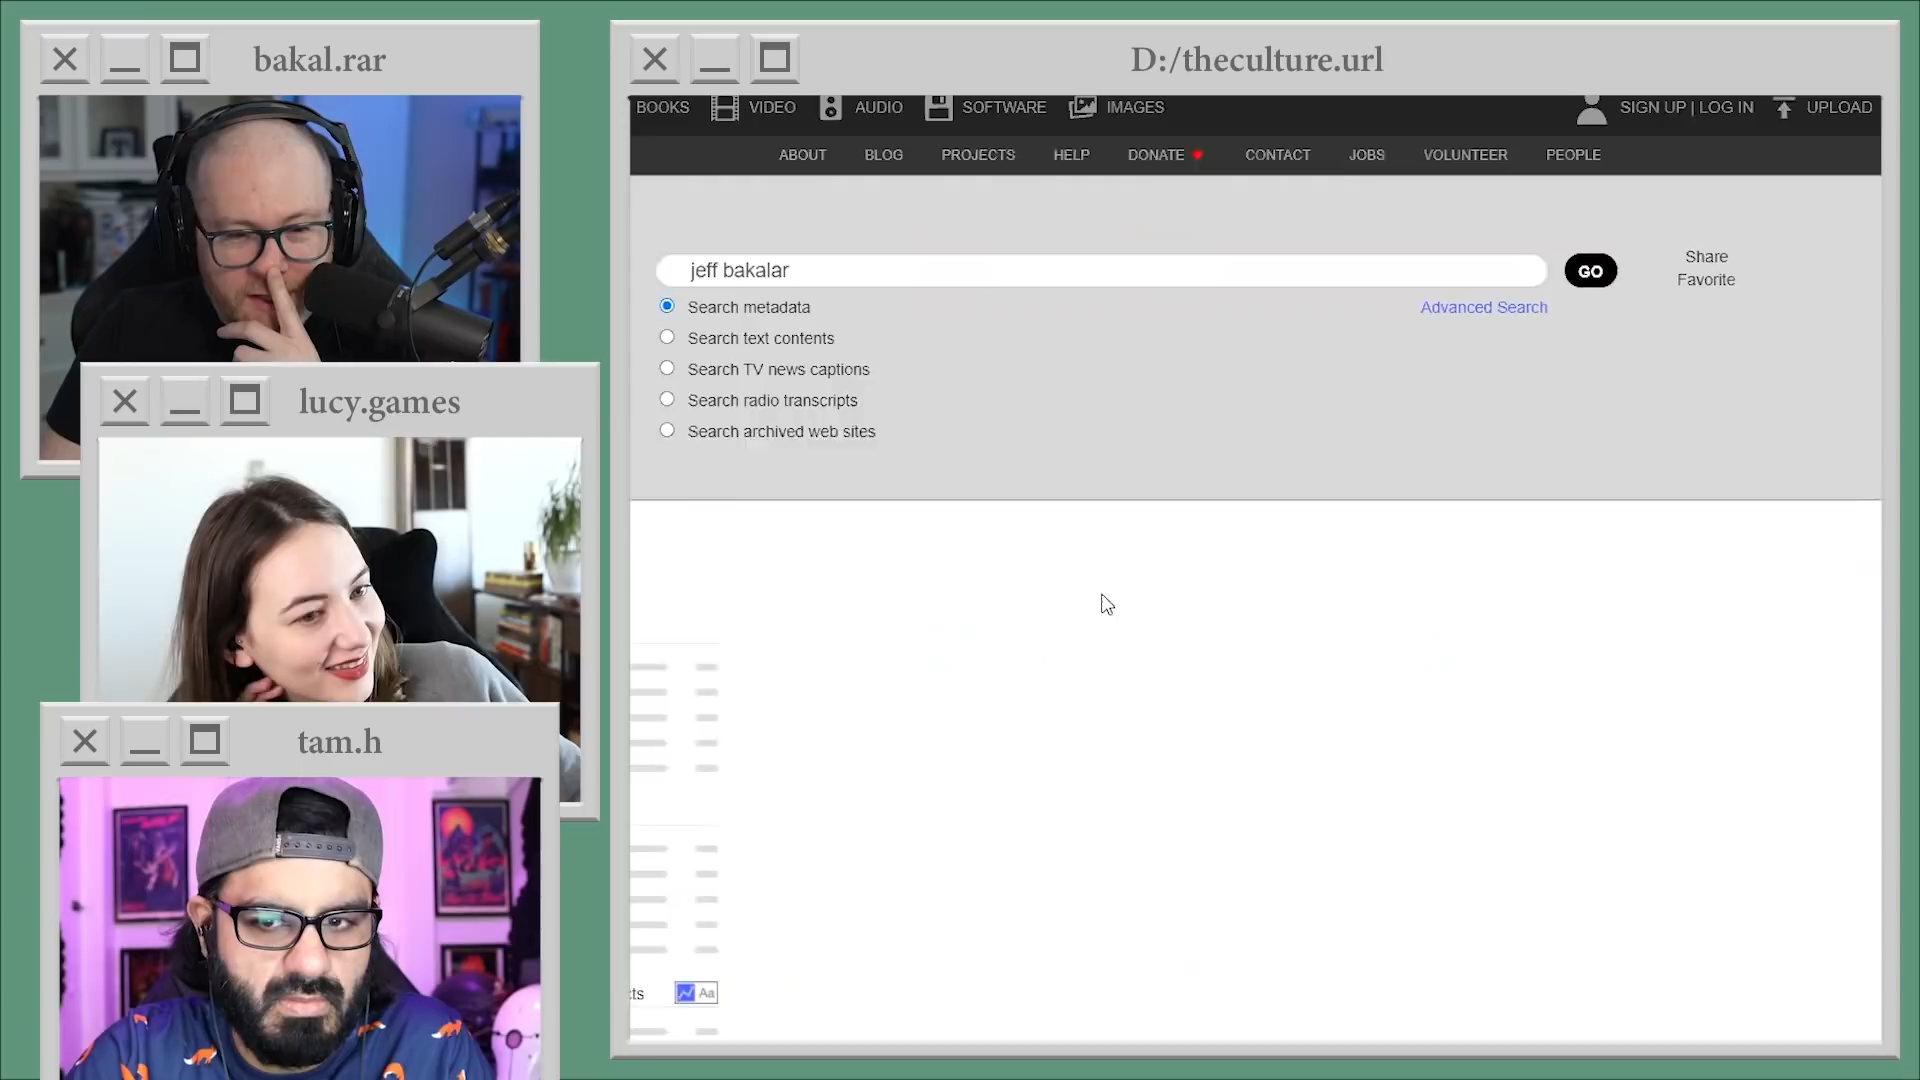 bakal.rar
lucy.games
tam.h
D:/theculture.url
BOOKS VIDEO AUDIO SOFTWARE IMAGES SIGN UP | LOG IN UPLOAD
ABOUT BLOG PROJECTS HELP DONATE CONTACT JOBS VOLUNTEER PEOPLE
jeff bakalar GO
Share
Favorite
Search metadata Advanced Search
Search text contents
Search TV news captions
Search radio transcripts
Search archived web sites
ts Aa